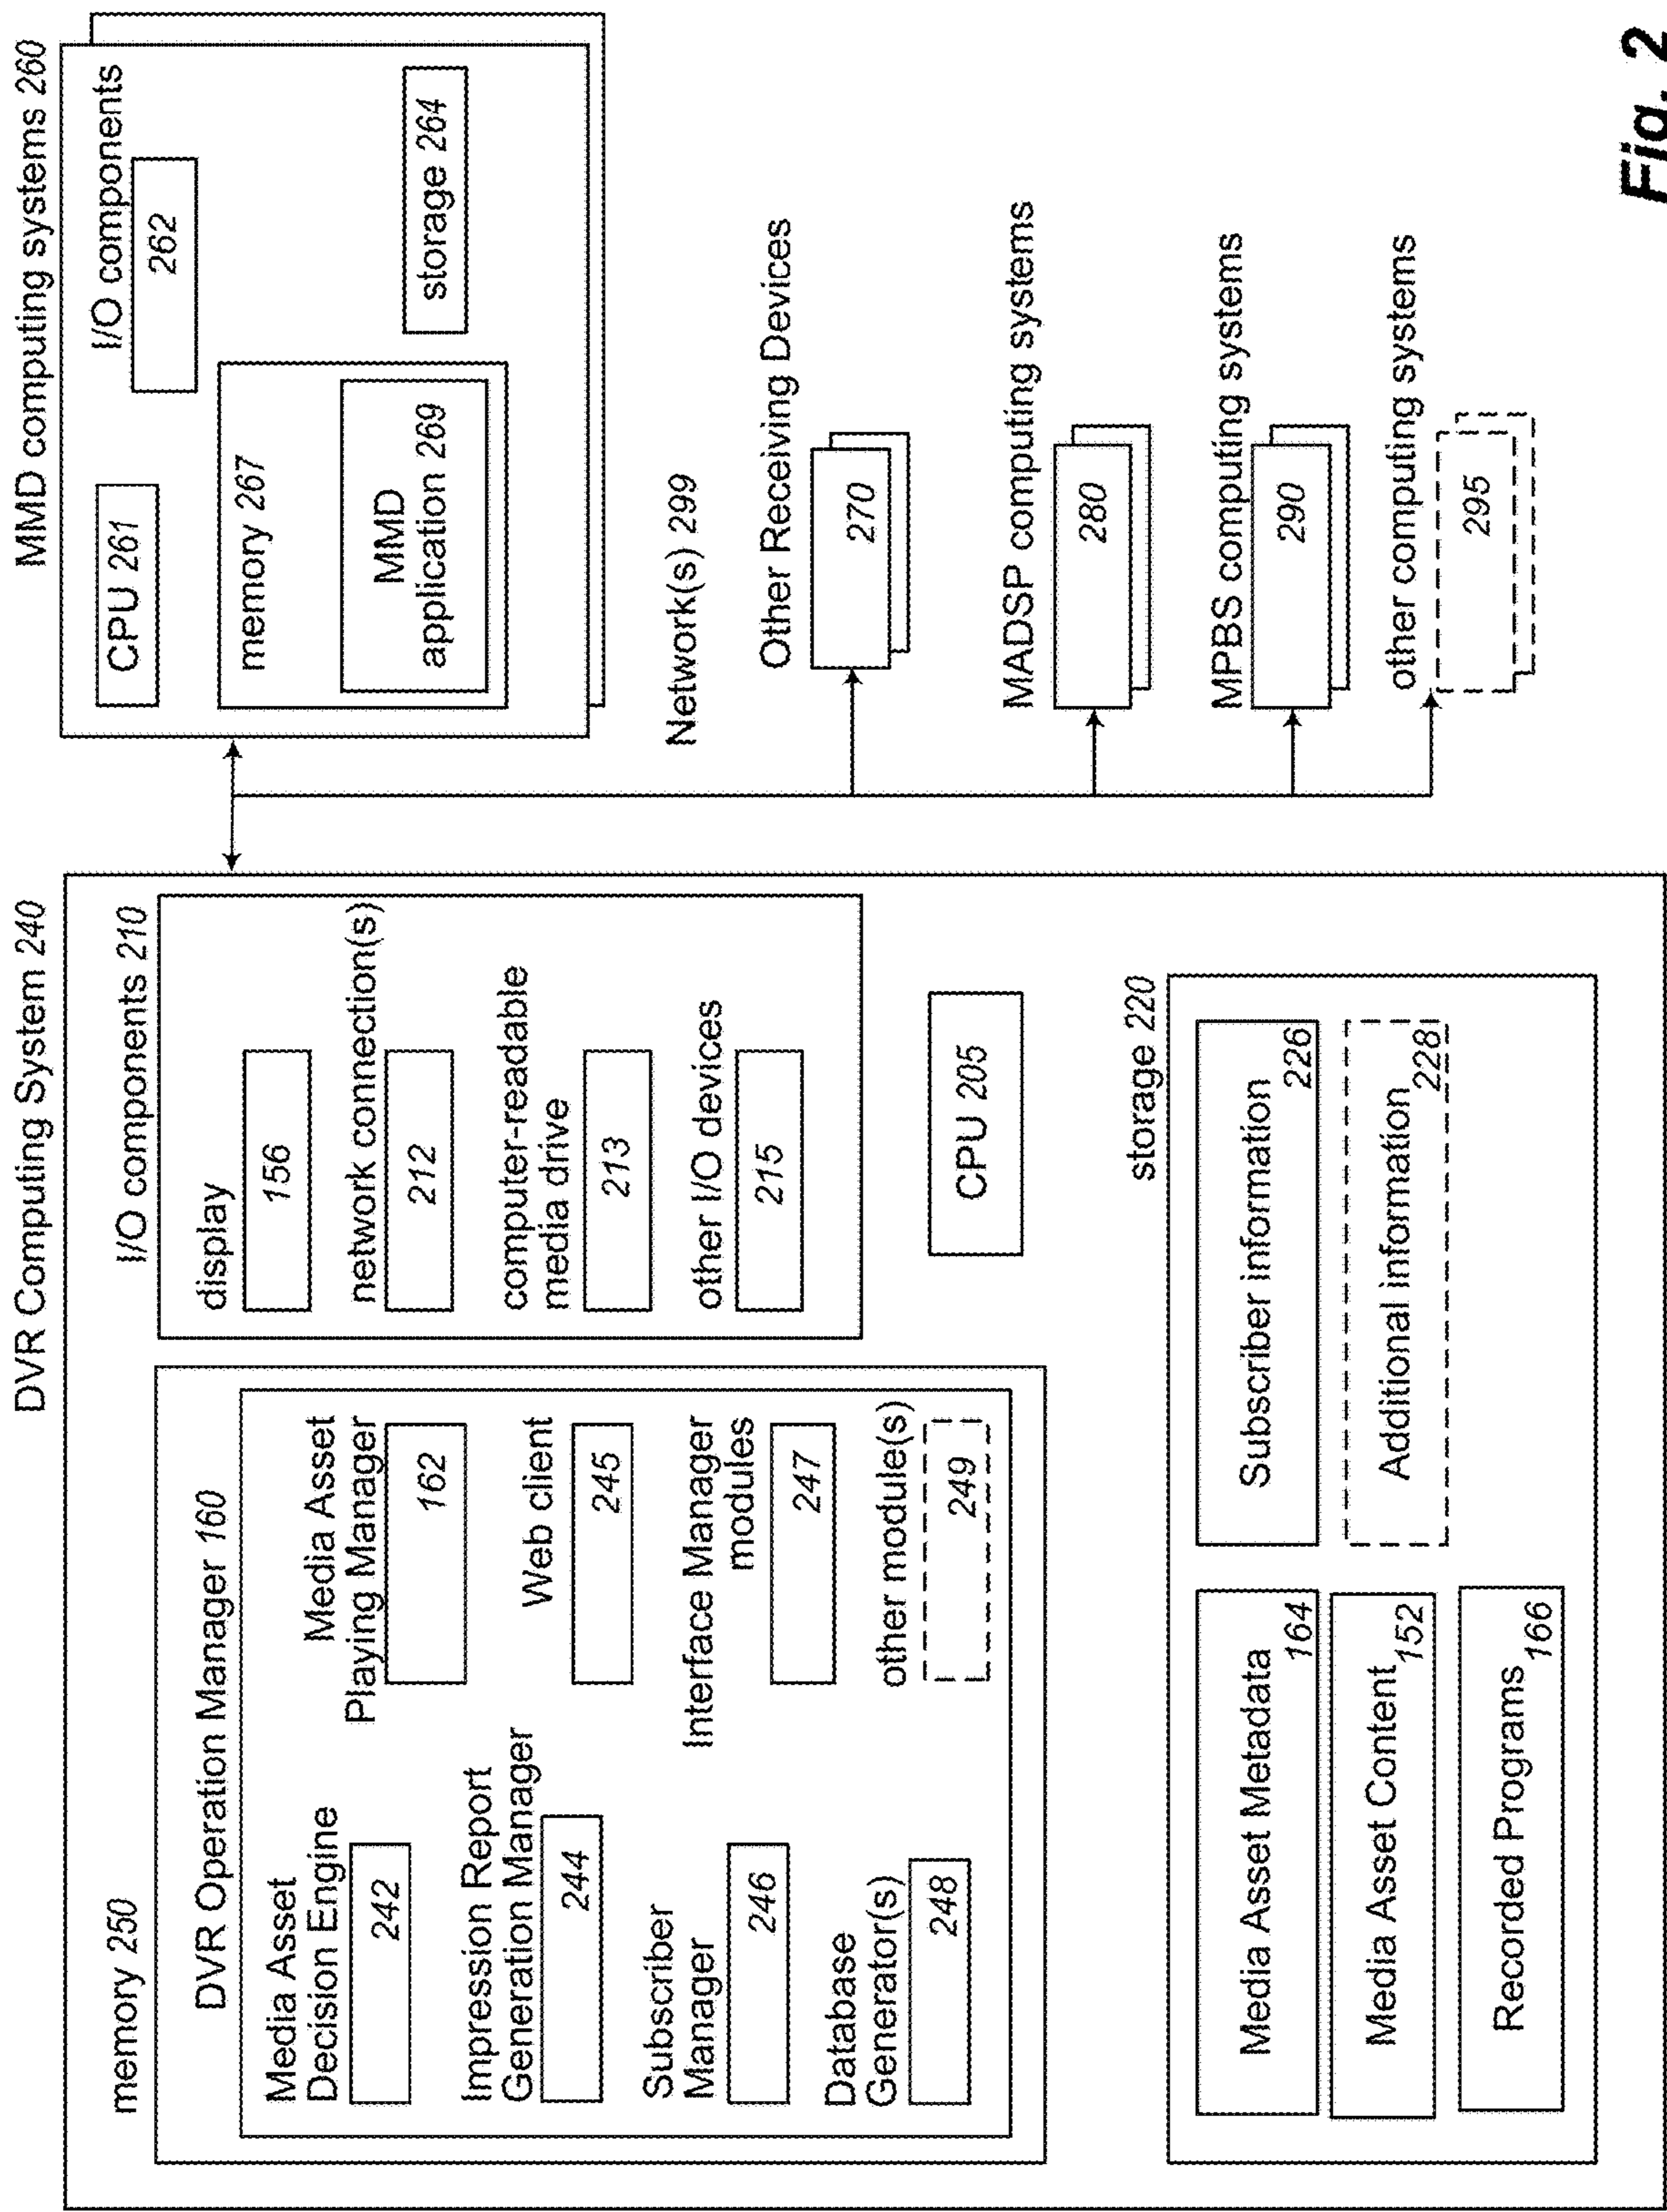 DVR Computing System 240
memory 250
DVR Operation Manager 160
Media Asset
Decision Engine
242
Impression Report
Generation Manager
244
Subscriber
Manager
246
Database
Generator(s)
248
Media Asset
Playing Manager
162
Web client
245
Interface Manager
modules
247
other module(s)
249
I/O components 210
display
156
network connection(s)
212
computer-readable
media drive
213
other I/O devices
215
CPU 205
storage 220
Media Asset Metadata
164
Media Asset Content
152
Recorded Programs
166
Subscriber information
226
Additional information
228
MMD computing systems 260
CPU 261
I/O components
262
memory 267
MMD
application 269
storage 264
Network(s) 299
Other Receiving Devices
270
MADSP computing systems
280
MPBS computing systems
290
other computing systems
295
Fig. 2